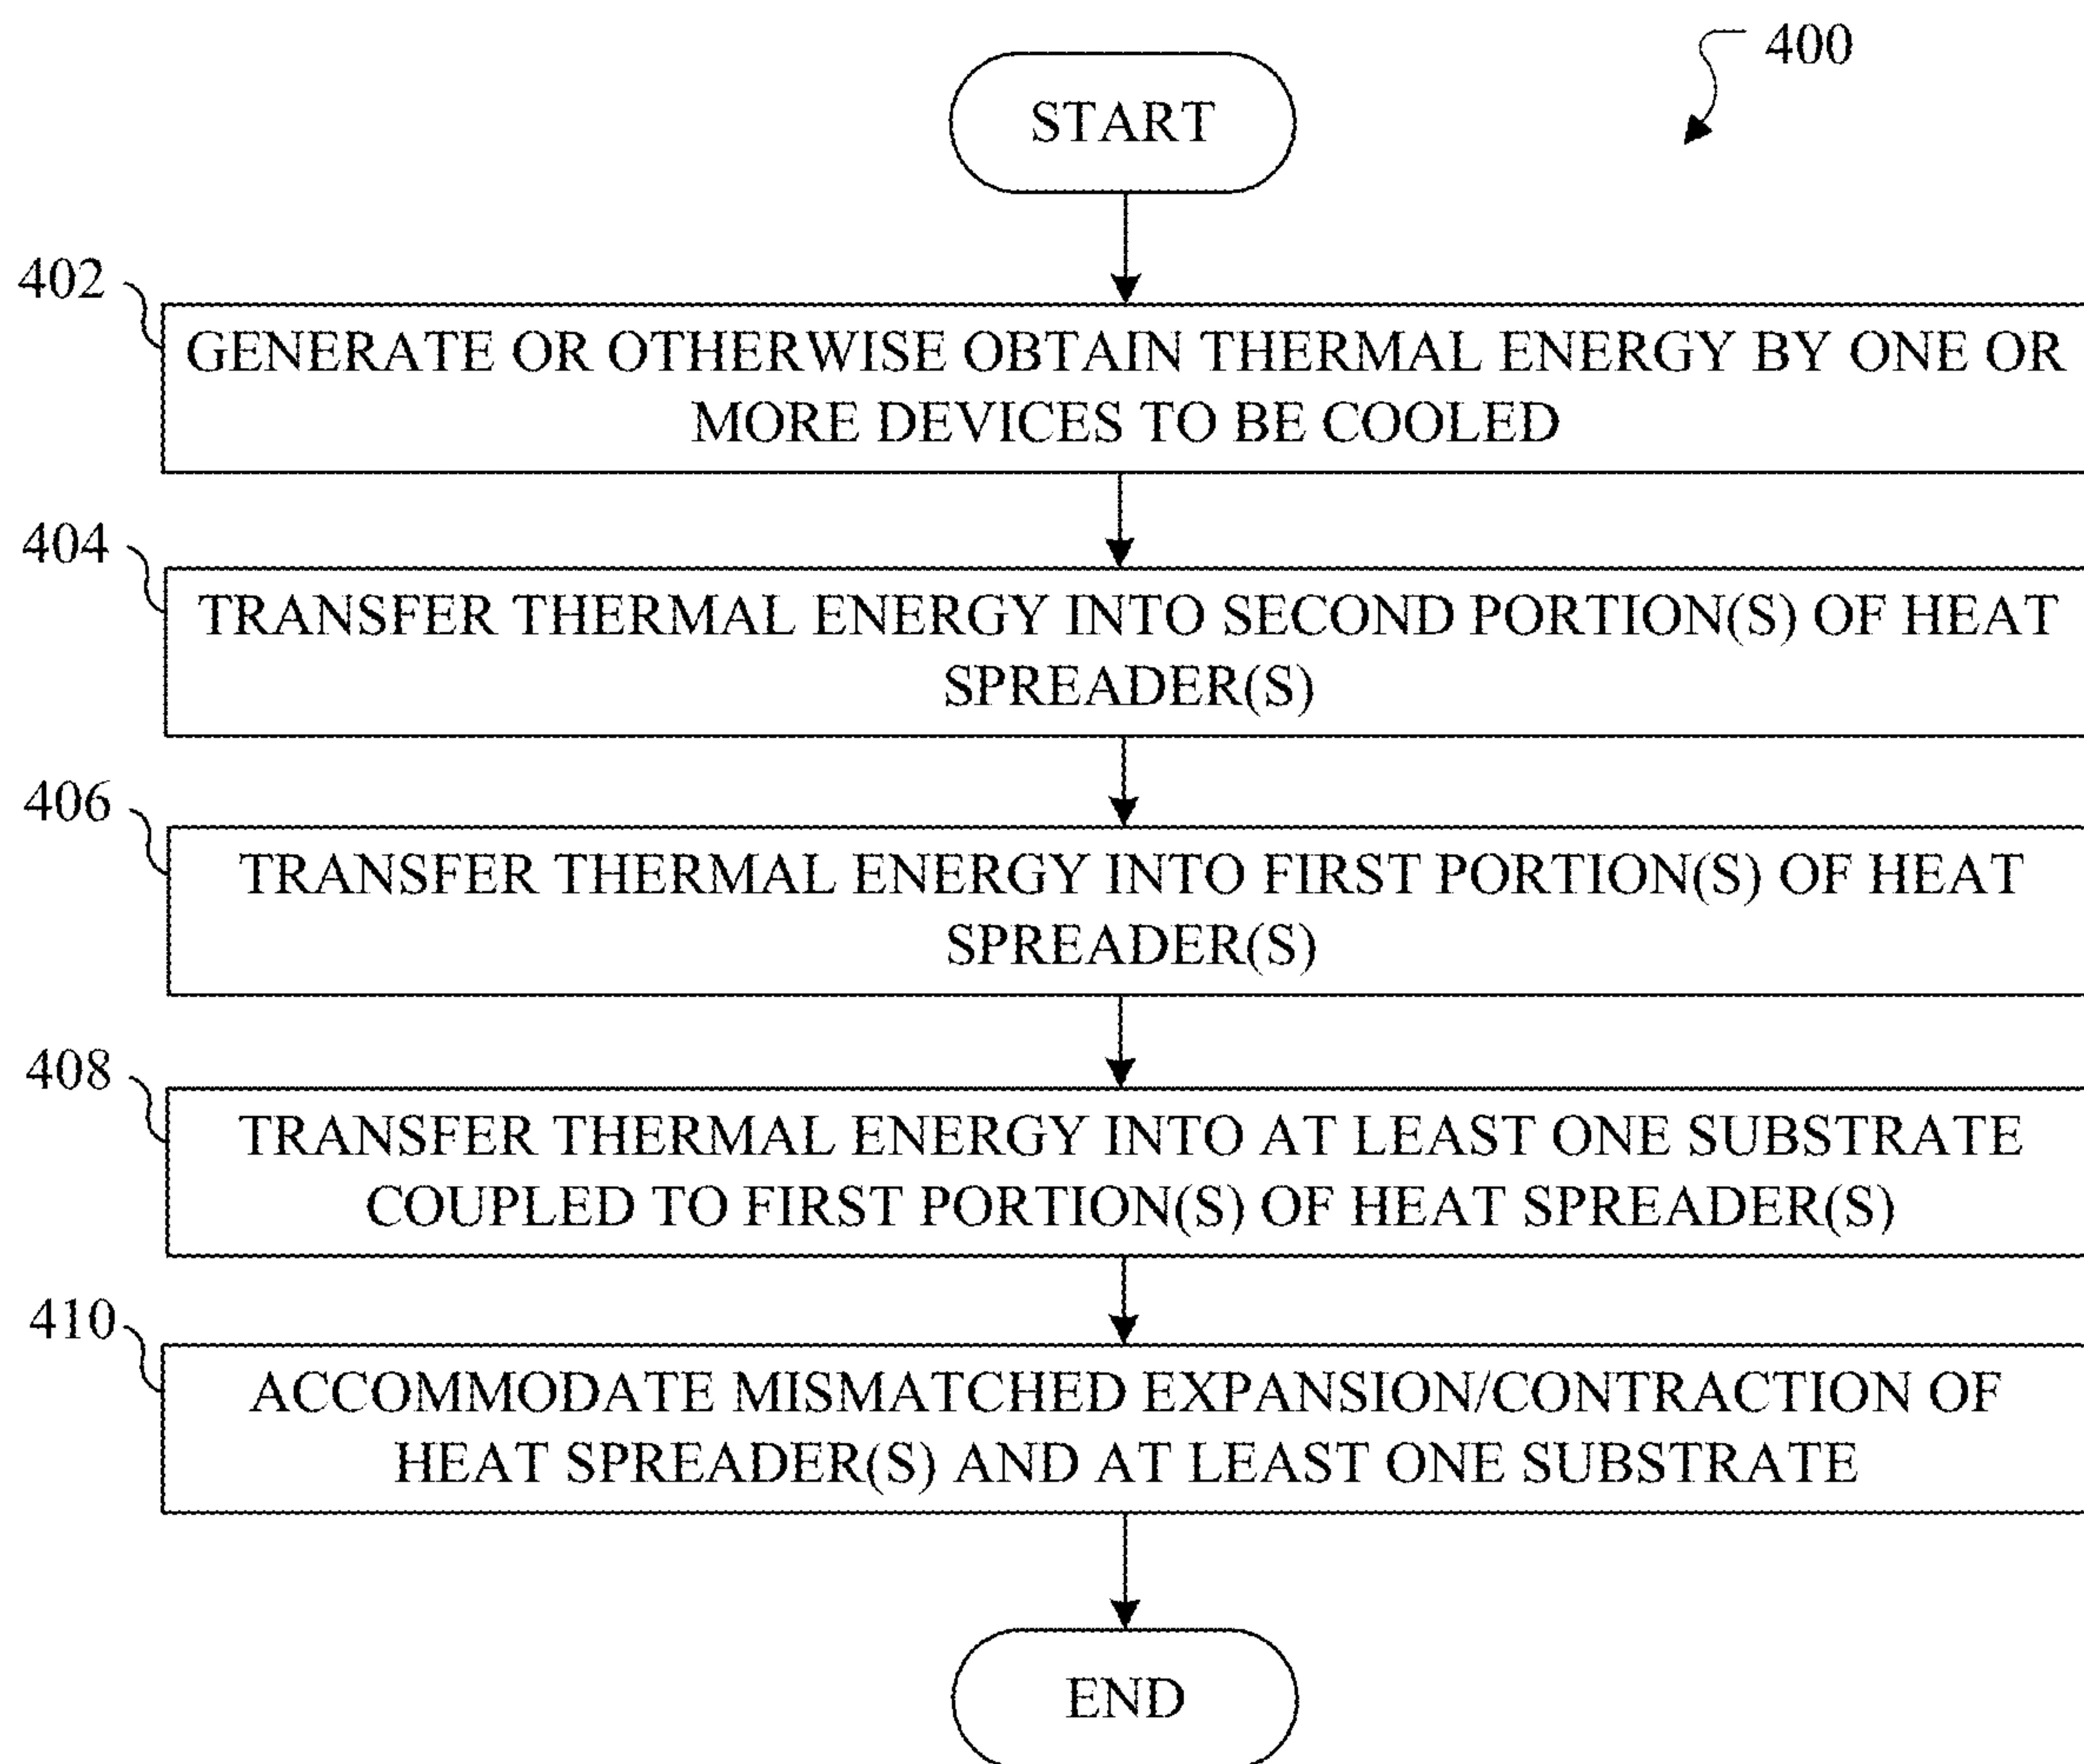 400
START
402
GENERATE OR OTHERWISE OBTAIN THERMAL ENERGY BY ONE OR
MORE DEVICES TO BE COOLED
404
TRANSFER THERMAL ENERGY INTO SECOND PORTION(S) OF HEAT
SPREADER(S)
406
TRANSFER THERMAL ENERGY INTO FIRST PORTION(S) OF HEAT
SPREADER(S)
408
TRANSFER THERMAL ENERGY INTO AT LEAST ONE SUBSTRATE
COUPLED TO FIRST PORTION(S) OF HEAT SPREADER(S)
410
ACCOMMODATE MISMATCHED EXPANSION/CONTRACTION OF
HEAT SPREADER(S) AND AT LEAST ONE SUBSTRATE
END